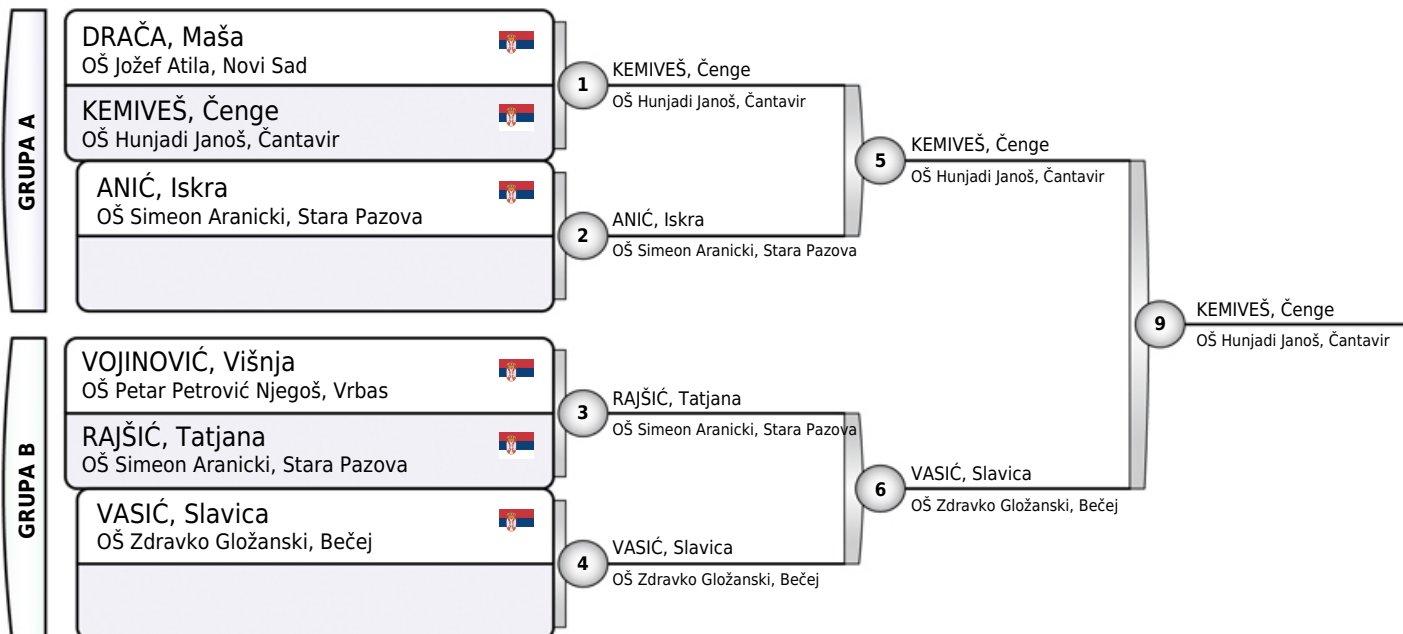 GRUPA A
DRAČA, Maša
OŠ Jožef Atila, Novi Sad
KEMIVEŠ, Čenge
OŠ Hunjadi Janoš, Čantavir
ANIĆ, Iskra
OŠ Simeon Aranicki, Stara Pazova
GRUPA B
VOJINOVIĆ, Višnja
OŠ Petar Petrović Njegoš, Vrbas
RAJŠIĆ, Tatjana
OŠ Simeon Aranicki, Stara Pazova
VASIĆ, Slavica
OŠ Zdravko Gložanski, Bečej
1
KEMIVEŠ, Čenge
OŠ Hunjadi Janoš, Čantavir
2
ANIĆ, Iskra
OŠ Simeon Aranicki, Stara Pazova
3
RAJŠIĆ, Tatjana
OŠ Simeon Aranicki, Stara Pazova
4
VASIĆ, Slavica
OŠ Zdravko Gložanski, Bečej
5
KEMIVEŠ, Čenge
OŠ Hunjadi Janoš, Čantavir
6
VASIĆ, Slavica
OŠ Zdravko Gložanski, Bečej
9
KEMIVEŠ, Čenge
OŠ Hunjadi Janoš, Čantavir